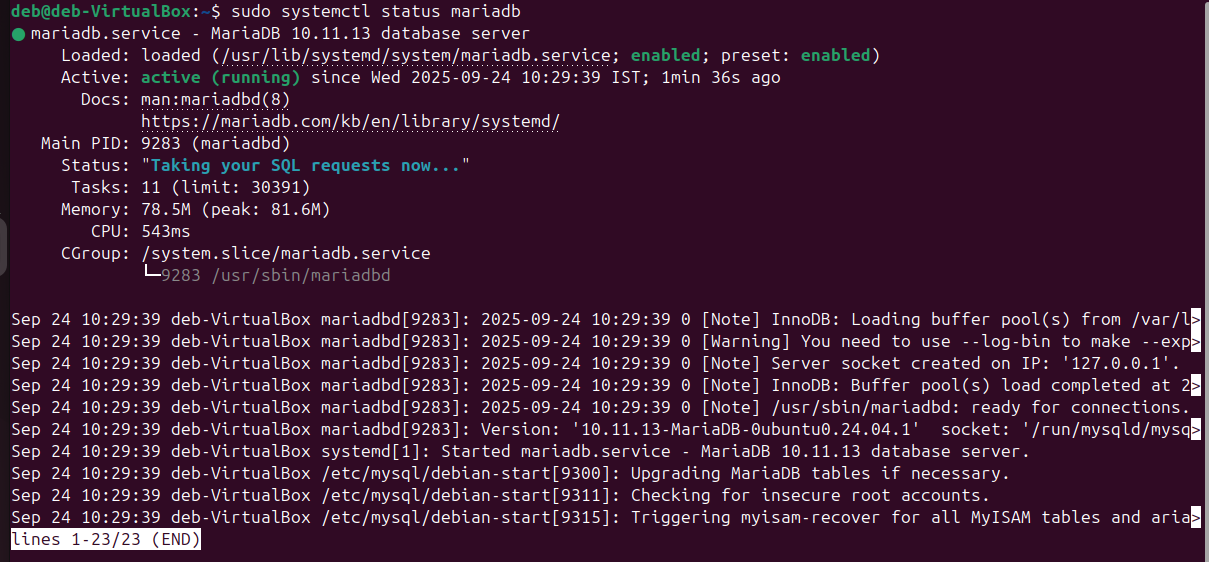 deb@deb-VirtualBox:~$ sudo systemctl status mariadb
● mariadb.service - MariaDB 10.11.13 database server
     Loaded: loaded (/usr/lib/systemd/system/mariadb.service; enabled; preset: enabled)
     Active: active (running) since Wed 2025-09-24 10:29:39 IST; 1min 36s ago
       Docs: man:mariadbd(8)
             https://mariadb.com/kb/en/library/systemd/
   Main PID: 9283 (mariadbd)
     Status: "Taking your SQL requests now..."
      Tasks: 11 (limit: 30391)
     Memory: 78.5M (peak: 81.6M)
        CPU: 543ms
     CGroup: /system.slice/mariadb.service
             └─9283 /usr/sbin/mariadbd

Sep 24 10:29:39 deb-VirtualBox mariadbd[9283]: 2025-09-24 10:29:39 0 [Note] InnoDB: Loading buffer pool(s) from /var/l>
Sep 24 10:29:39 deb-VirtualBox mariadbd[9283]: 2025-09-24 10:29:39 0 [Warning] You need to use --log-bin to make --exp>
Sep 24 10:29:39 deb-VirtualBox mariadbd[9283]: 2025-09-24 10:29:39 0 [Note] Server socket created on IP: '127.0.0.1'.
Sep 24 10:29:39 deb-VirtualBox mariadbd[9283]: 2025-09-24 10:29:39 0 [Note] InnoDB: Buffer pool(s) load completed at 2>
Sep 24 10:29:39 deb-VirtualBox mariadbd[9283]: 2025-09-24 10:29:39 0 [Note] /usr/sbin/mariadbd: ready for connections.
Sep 24 10:29:39 deb-VirtualBox mariadbd[9283]: Version: '10.11.13-MariaDB-0ubuntu0.24.04.1'  socket: '/run/mysqld/mysq>
Sep 24 10:29:39 deb-VirtualBox systemd[1]: Started mariadb.service - MariaDB 10.11.13 database server.
Sep 24 10:29:39 deb-VirtualBox /etc/mysql/debian-start[9300]: Upgrading MariaDB tables if necessary.
Sep 24 10:29:39 deb-VirtualBox /etc/mysql/debian-start[9311]: Checking for insecure root accounts.
Sep 24 10:29:39 deb-VirtualBox /etc/mysql/debian-start[9315]: Triggering myisam-recover for all MyISAM tables and aria>
lines 1-23/23 (END)